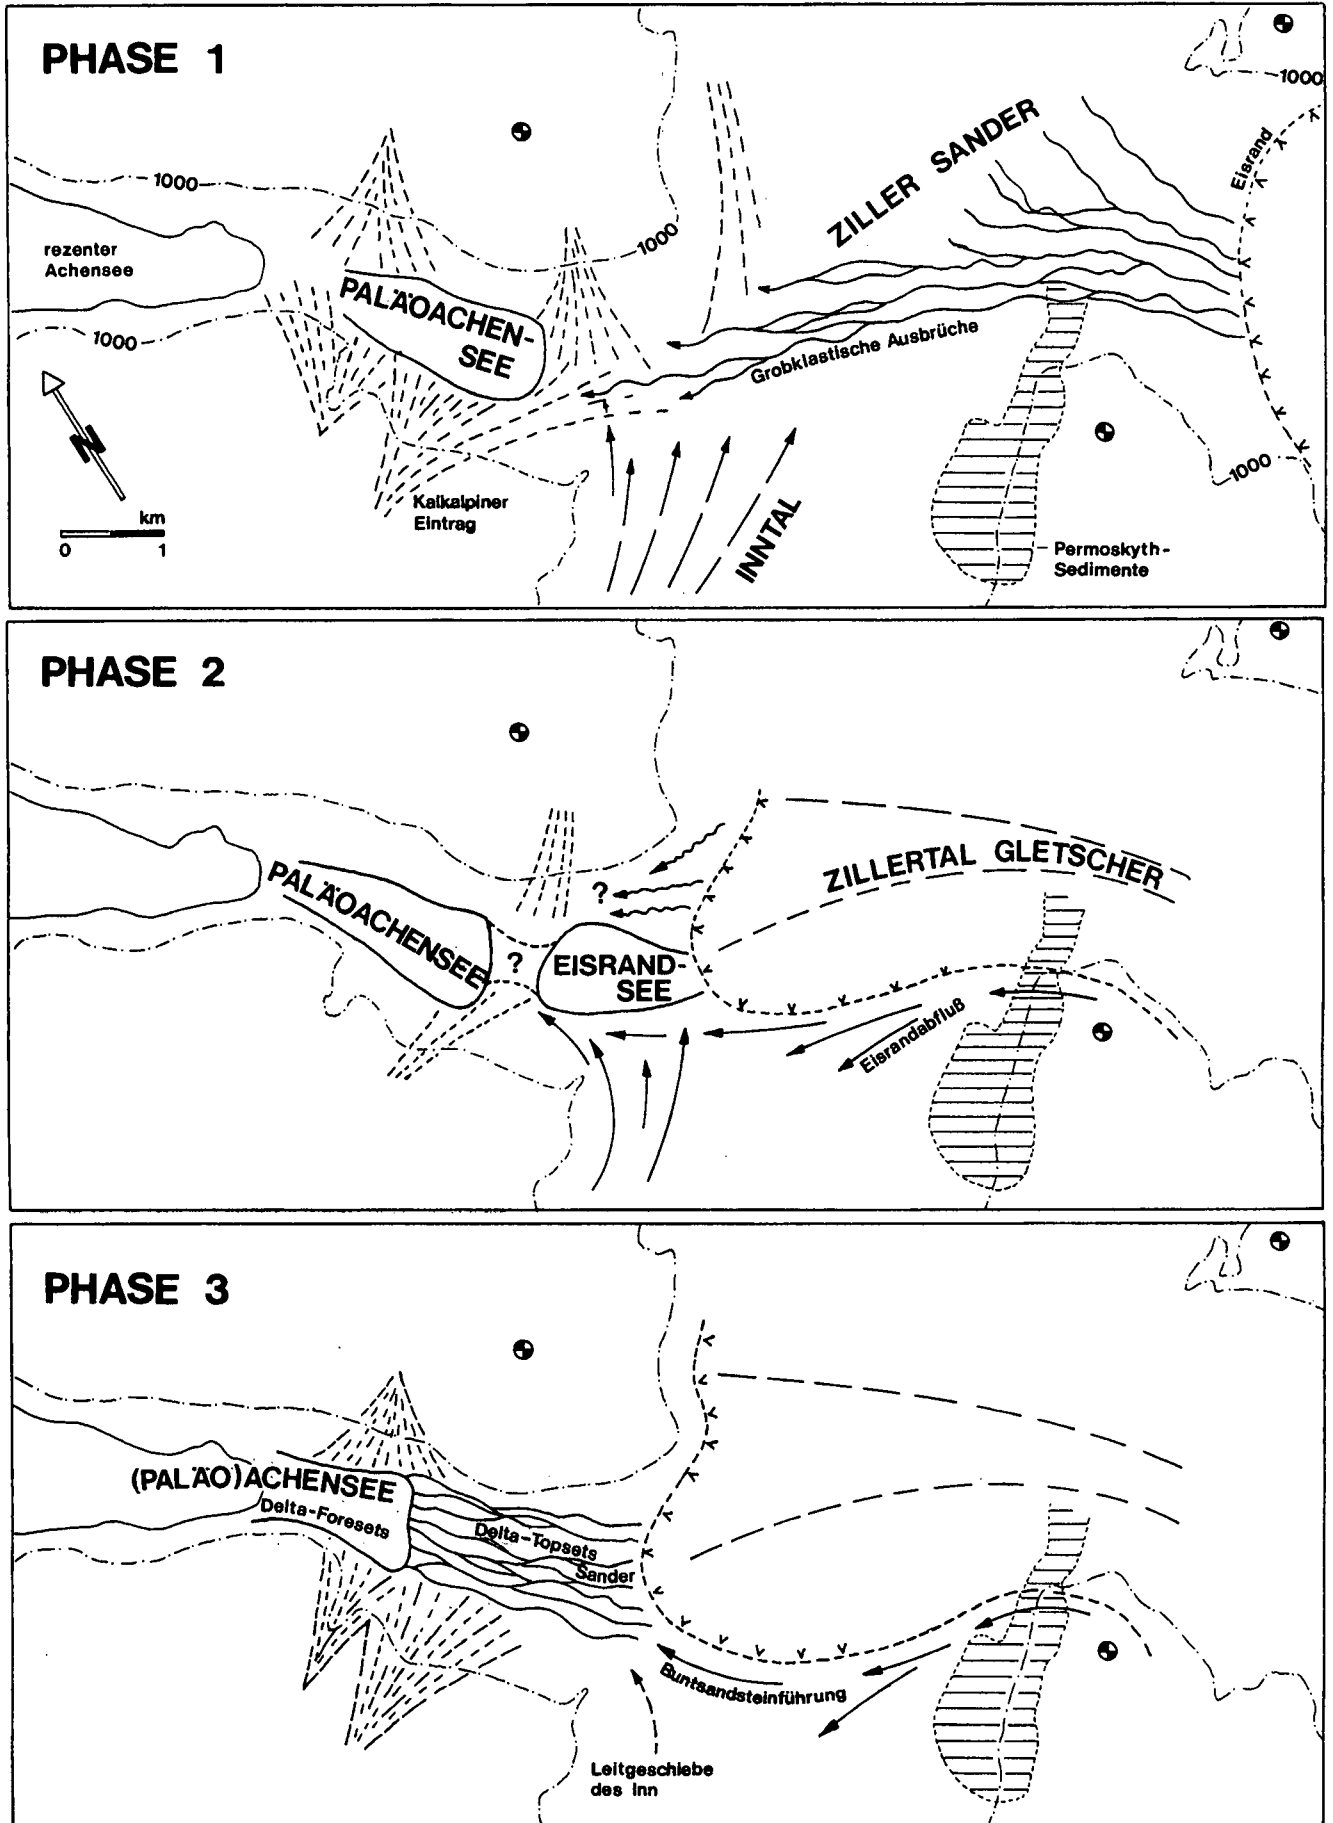 PHASE 1
1000
1000
rezenter
Achensee
1000
1000
PALÄOACHEN-
SEE
ZILLER SANDER
Eisrand
Grobklastische Ausbrüche
N
km
0 1
Kalkalpiner
Eintrag
INNTAL
1000
Permoskyth-
Sedimente
PHASE 2
PALÄOACHENSEE
?
?
EISRAND-
SEE
ZILLERTAL GLETSCHER
Eisrandabfluß
PHASE 3
(PALÄO)ACHENSEE
Delta-Foresets
Delta-Topsets
Sander
Buntsandsteinführung
Leitgeschiebe
des Inn